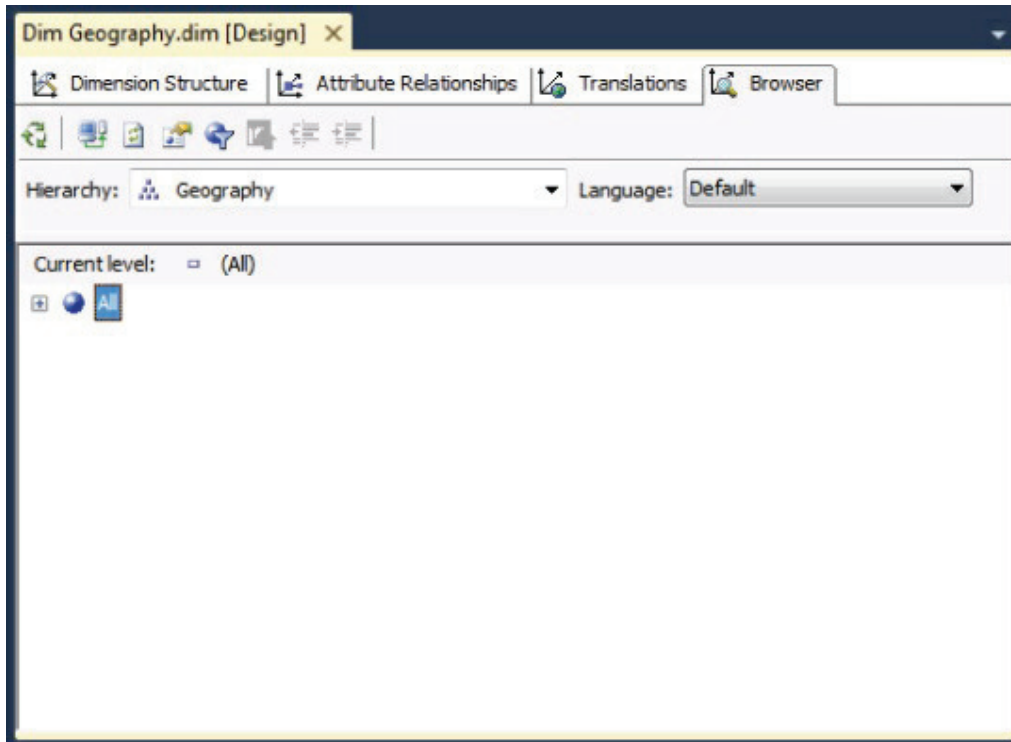 Dim Geography.dim [Design]
Dimension Structure Attribute Relationships Translations Browser
Hierarchy: Geography Language: Default
Current level: (All)
All